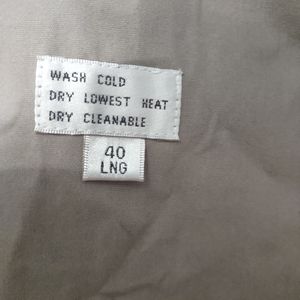 WASH COLD
DRY LOWEST HEAT
DRY CLEANABLE
40
LNG